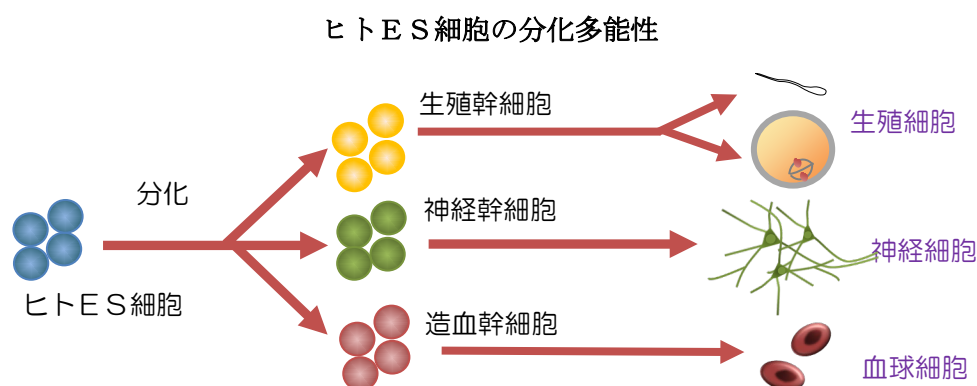 ヒトＥＳ細胞の分化多能性
生殖幹細胞
生殖細胞
分化
神経幹細胞
神経細胞
ヒトＥＳ細胞
造血幹細胞
血球細胞